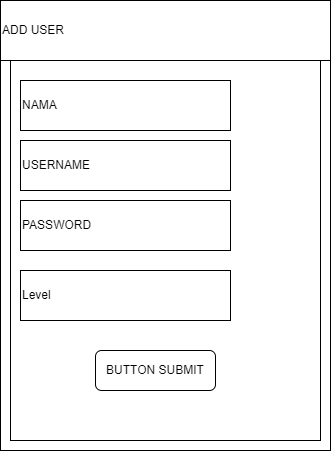 ADD USER
NAMA
USERNAME
PASSWORD
Level
BUTTON SUBMIT